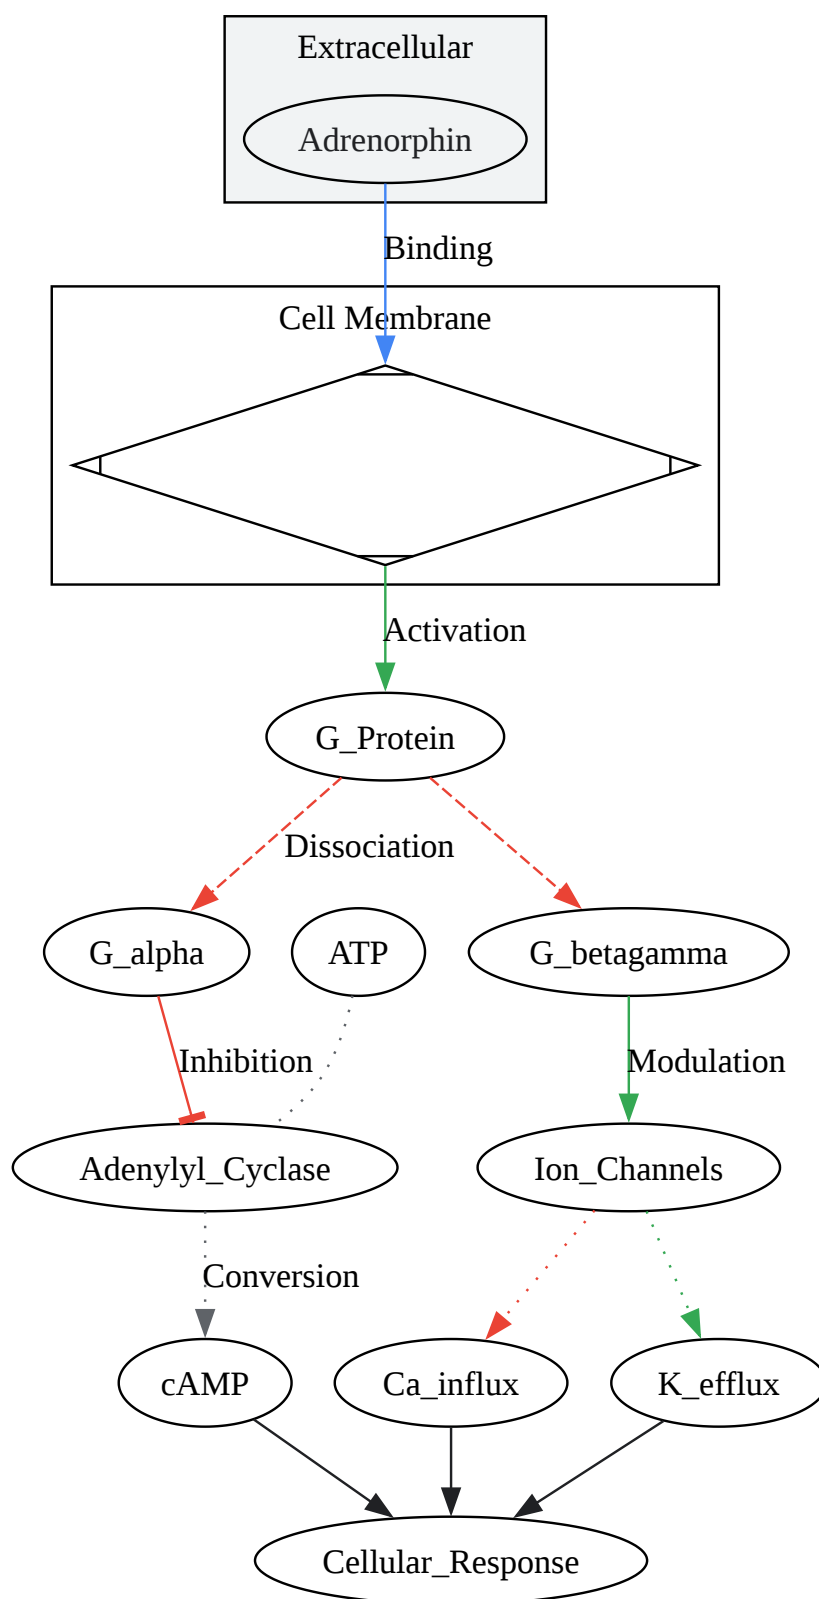 Extracellular
Adrenorphin
Binding
Cell Membrane
Activation
G_Protein
Dissociation
G_alpha
ATP
G_betagamma
Inhibition
Modulation
Adenylyl_Cyclase
Ion_Channels
Conversion
cAMP
Ca_influx
K_efflux
Cellular_Response